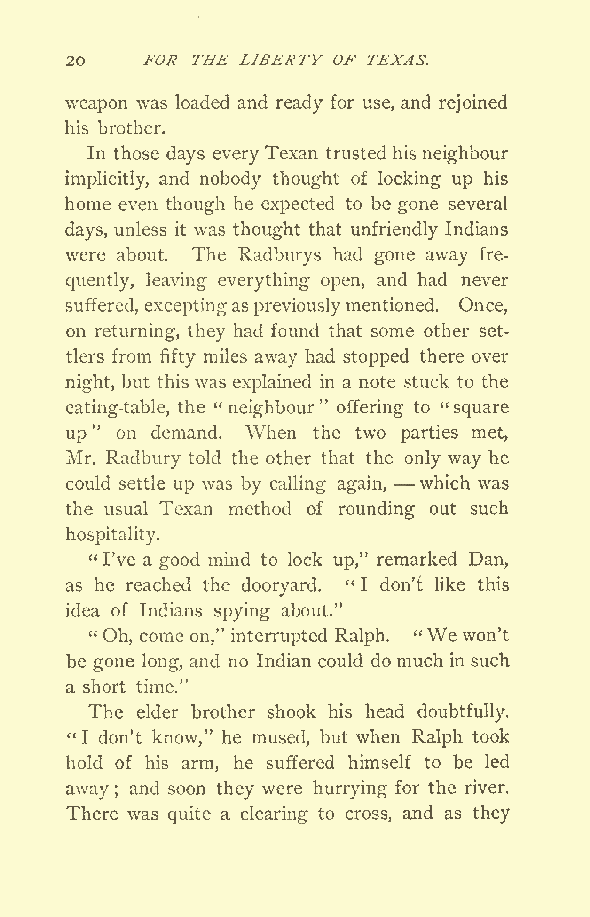 20 FOR THE LIBERTY OF TEXAS.
weapon was loaded and ready for use, and rejoined
his brother.
In those days every Texan trusted his neighbour
implicitly, and nobody thought of locking up his
home even though he expected to be gone several
days, unless it was thought that unfriendly Indians
were about. The Radburys had gone away fre-
quently, leaving everything open, and had never
suffered, excepting as previously mentioned. Once,
on returning, they had found that some other set-
tlers from fifty miles away had stopped there over
night, but this was explained in a note stuck to the
eating-table, the “neighbour” offering to “square
up” on demand. When the two parties met,
Mr. Radbury told the other that the only way he
could settle up was by calling again, — which was
the usual Texan method of rounding out such
hospitality.
“I've a good mind to lock up,” remarked Dan,
as he reached the dooryard. “I don't like this
idea of Indians spying about.”
“Oh, come on,” interrupted Ralph. “We won't
be gone long, and no Indian could do much in such
a short time.”
The elder brother shook his head doubtfully.
“I don't know,” he mused, but when Ralph took
hold of his arm, he suffered himself to be led
away; and soon they were hurrying for the river.
There was quite a clearing to cross, and as they